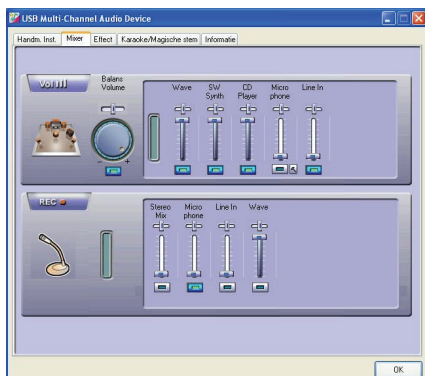 USB Multi-Channel Audio Device
Handm. Inst. Mixer Effect Karaoke/Magische stem Informatie
Vol
Balans
Volume
Wave
SW
Synth
CD
Player
Micro
phone
Line In
- +
REC
Stereo
Mix
Micro
phone
Line In
Wave
OK